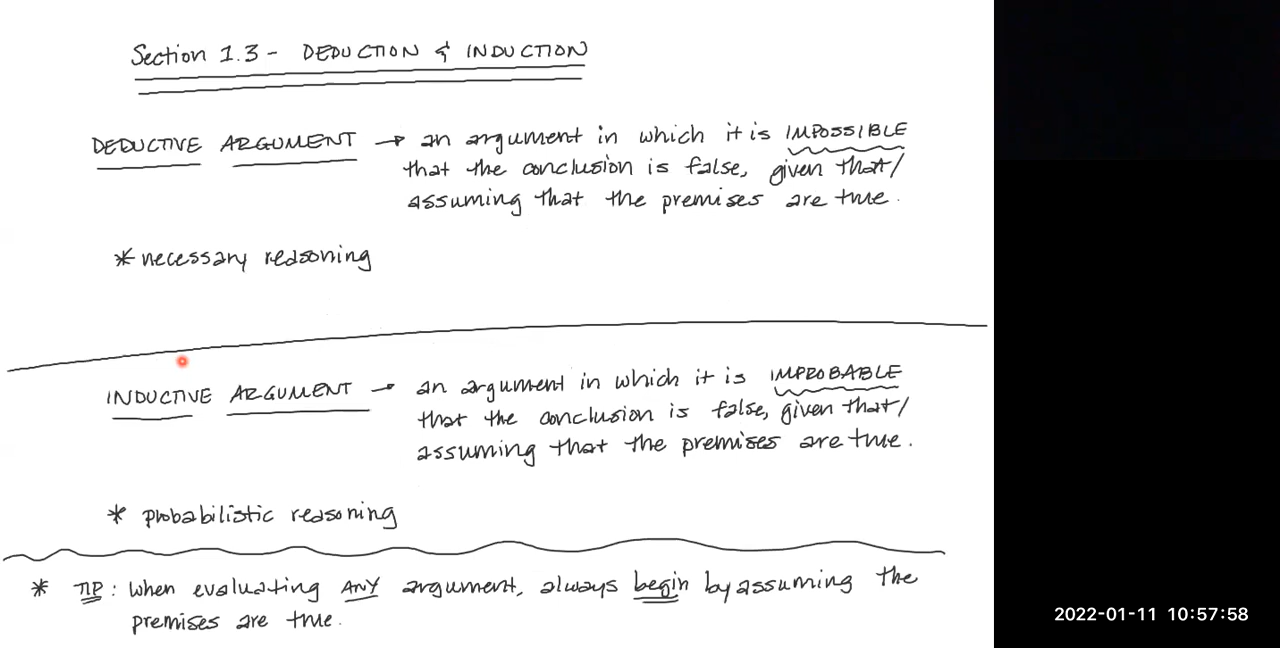 Section 1.3 - DEDUCTION & INDUCTION
DEDUCTIVE ARGUMENT → an argument in which it is IMPOSSIBLE
that the conclusion is false, given that/
assuming that the premises are true.
* necessary reasoning
INDUCTIVE ARGUMENT → an argument in which it is IMPROBABLE
that the conclusion is false, given that/
assuming that the premises are true.
* probabilistic reasoning
* TIP: When evaluating ANY argument, always begin by assuming the
premises are true.
2022-01-11 10:57:58